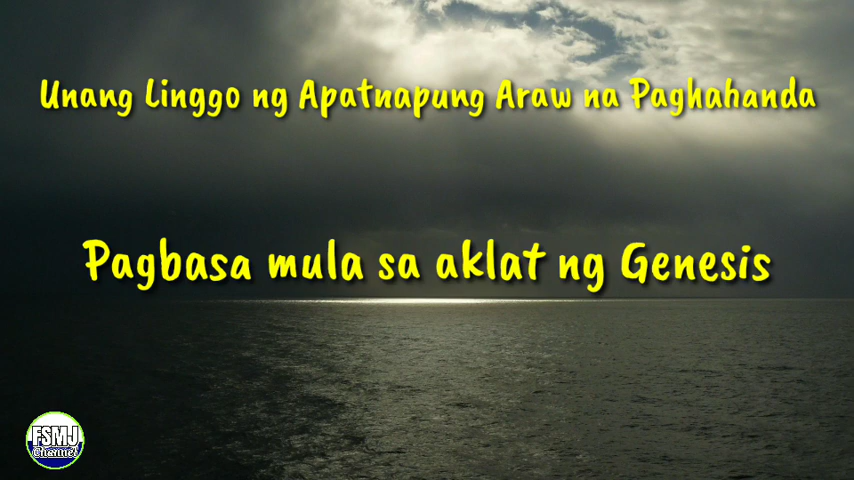 Unang Linggo ng Apatnapung Araw na Paghahanda
Pagbasa mula sa aklat ng Genesis
FSMJ
Channel